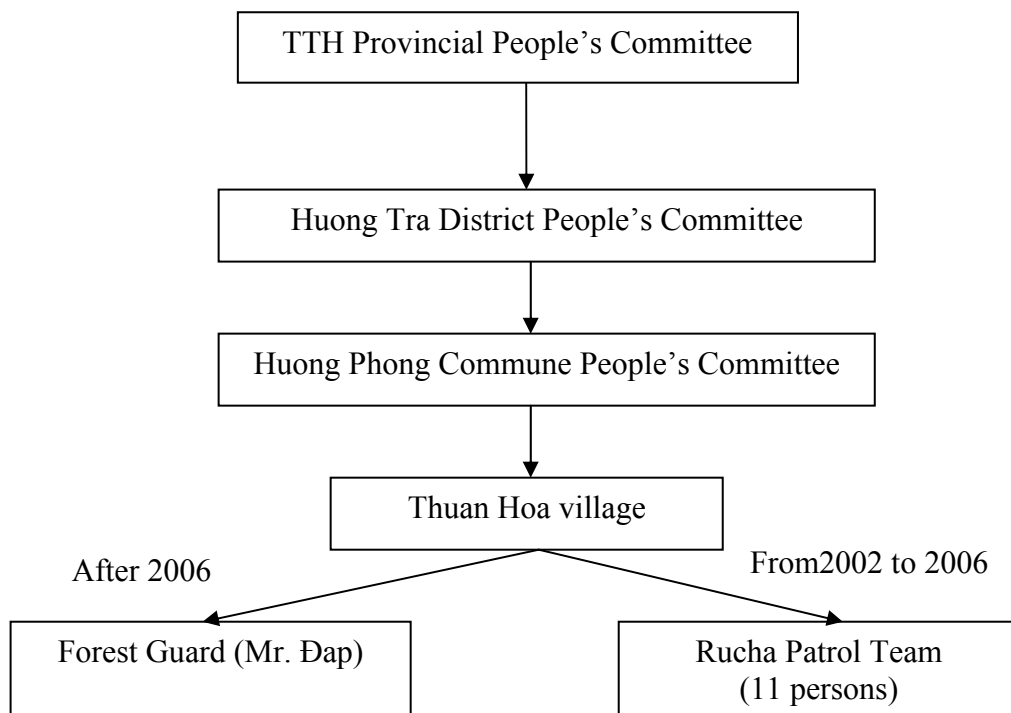 TTH Provincial People’s Committee
Huong Tra District People’s Committee
Huong Phong Commune People’s Committee
Thuan Hoa village
After 2006
From2002 to 2006
Forest Guard (Mr. Đap)
Rucha Patrol Team
(11 persons)